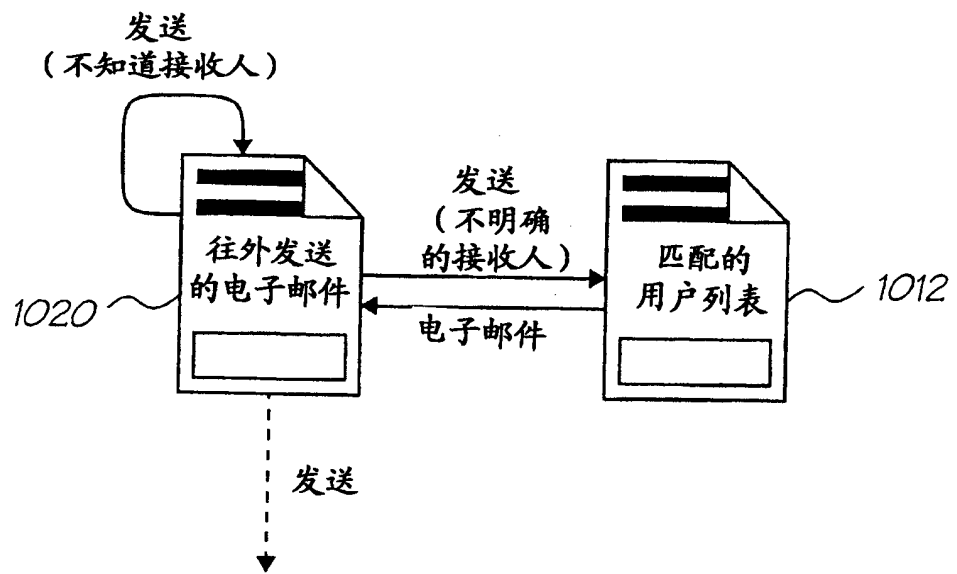 发送
(不知道接收人)
发送
(不明确
的接收人)
往外发送
的电子邮件
匹配的
用户列表
1020
1012
电子邮件
发送